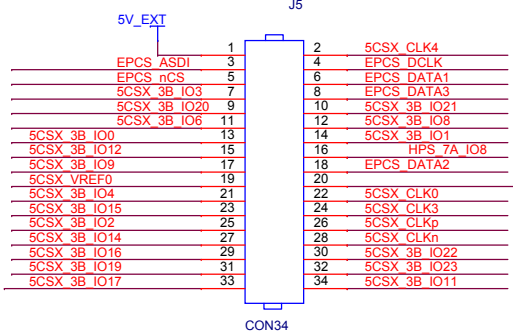 J5
5V_EXT
1 2 5CSX_CLK4
EPCS_ASDI 3 4 EPCS_DCLK
EPCS_nCS 5 6 EPCS_DATA1
5CSX_3B_IO3 7 8 EPCS_DATA3
5CSX_3B_IO20 9 10 5CSX_3B_IO21
5CSX_3B_IO6 11 12 5CSX_3B_IO8
5CSX_3B_IO0 13 14 5CSX_3B_IO1
5CSX_3B_IO12 15 16 HPS_7A_IO8
5CSX_3B_IO9 17 18 EPCS_DATA2
5CSX_VREF0 19 20
5CSX_3B_IO4 21 22 5CSX_CLK0
5CSX_3B_IO15 23 24 5CSX_CLK3
5CSX_3B_IO2 25 26 5CSX_CLKp
5CSX_3B_IO14 27 28 5CSX_CLKn
5CSX_3B_IO16 29 30 5CSX_3B_IO22
5CSX_3B_IO19 31 32 5CSX_3B_IO23
5CSX_3B_IO17 33 34 5CSX_3B_IO11
CON34